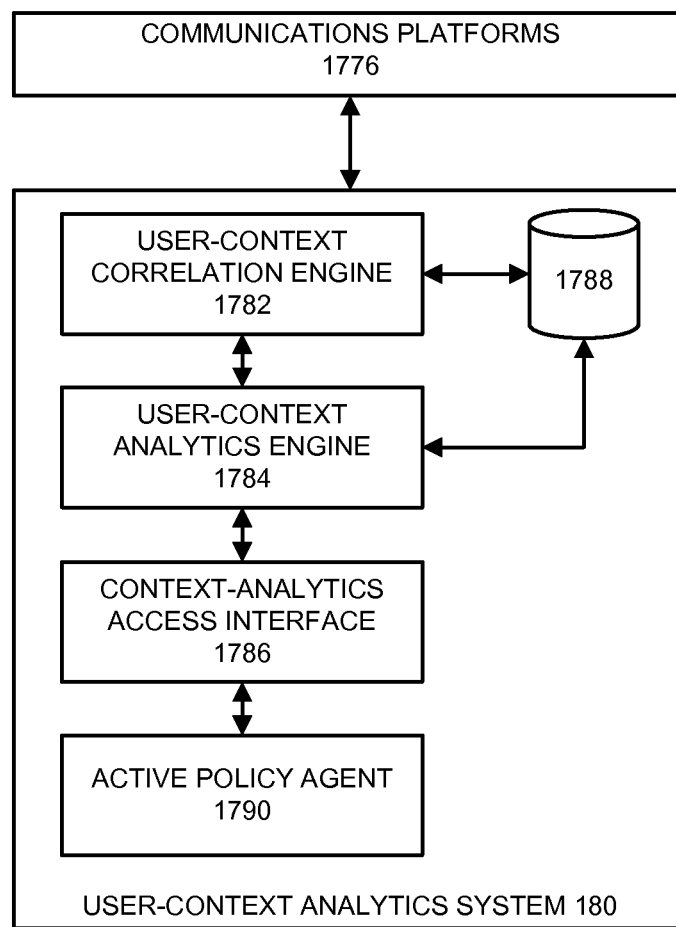 COMMUNICATIONS PLATFORMS
1776
USER-CONTEXT
CORRELATION ENGINE
1782
1788
USER-CONTEXT
ANALYTICS ENGINE
1784
CONTEXT-ANALYTICS
ACCESS INTERFACE
1786
ACTIVE POLICY AGENT
1790
USER-CONTEXT ANALYTICS SYSTEM 180